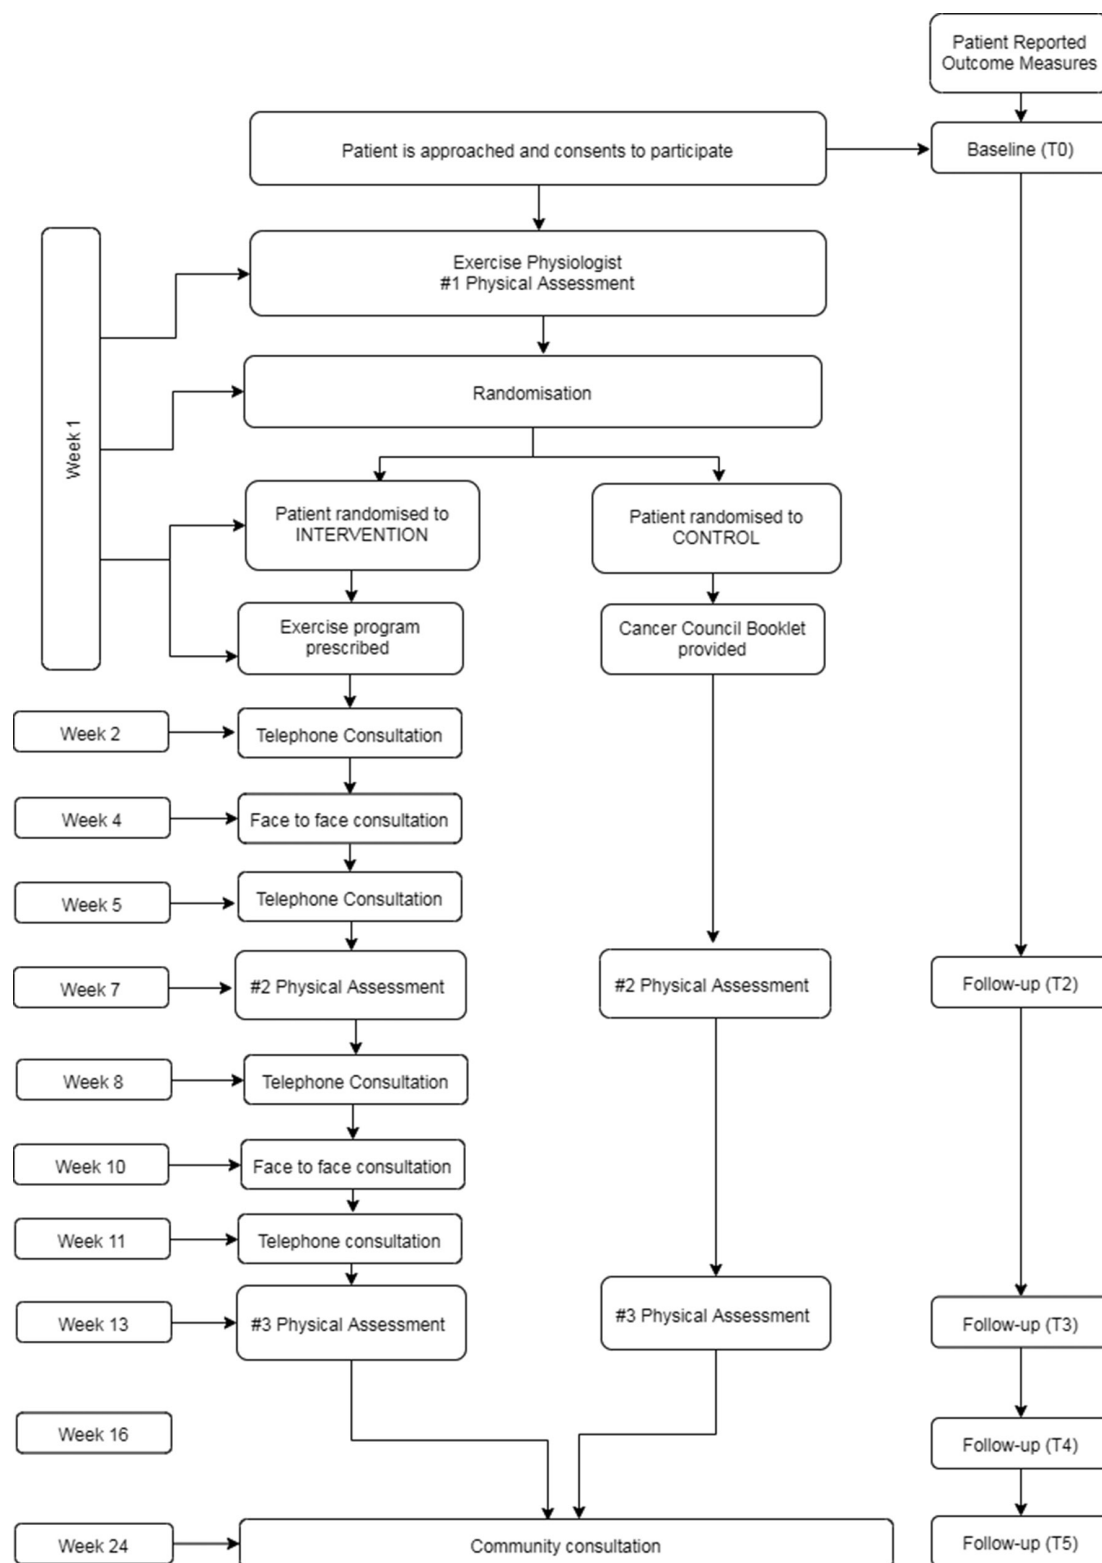 Patient Reported
Outcome Measures
Patient is approached and consents to participate
Baseline (T0)
Exercise Physiologist
#1 Physical Assessment
Randomisation
Week 1
Patient randomised to
INTERVENTION
Patient randomised to
CONTROL
Exercise program
prescribed
Cancer Council Booklet
provided
Week 2
Telephone Consultation
Week 4
Face to face consultation
Week 5
Telephone Consultation
Week 7
#2 Physical Assessment
#2 Physical Assessment
Follow-up (T2)
Week 8
Telephone Consultation
Week 10
Face to face consultation
Week 11
Telephone consultation
Week 13
#3 Physical Assessment
#3 Physical Assessment
Follow-up (T3)
Week 16
Follow-up (T4)
Week 24
Community consultation
Follow-up (T5)